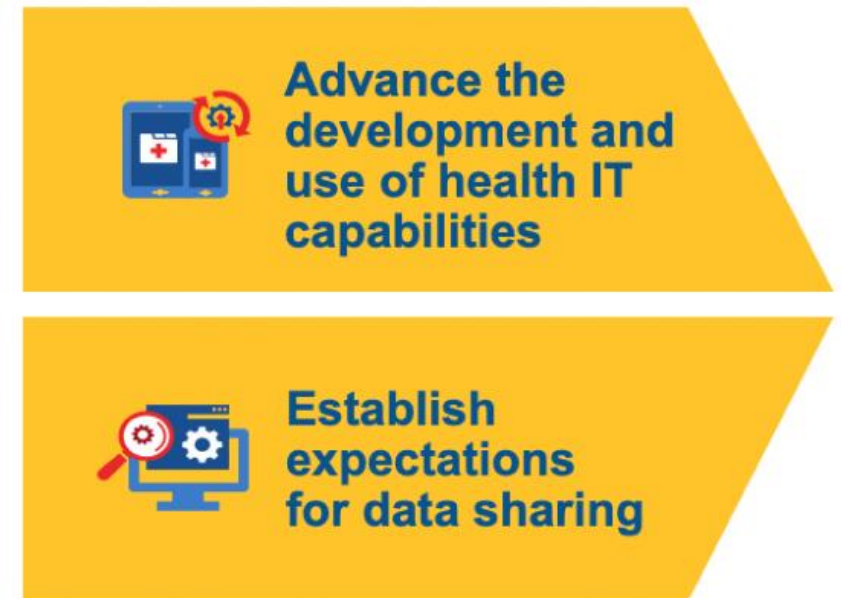 Advance the
development and
use of health IT
capabilities
Establish
expectations
for data sharing